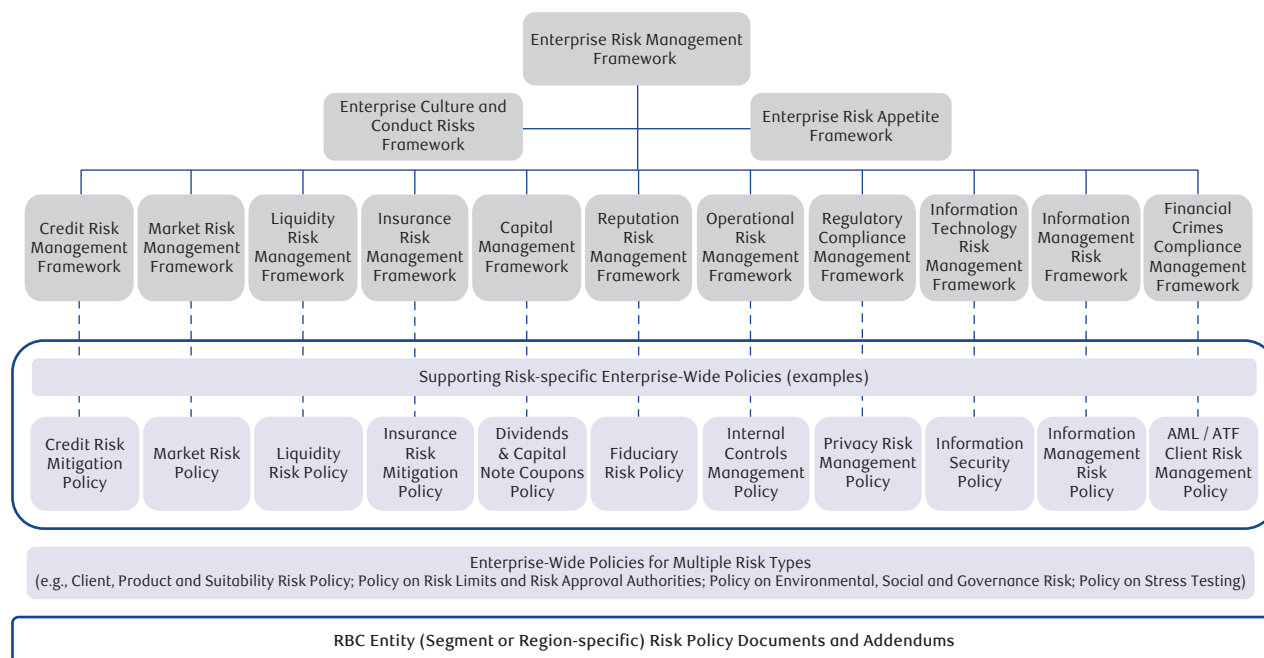 Enterprise Risk Management
Framework
Enterprise Culture and
Conduct Risks
Framework
Enterprise Risk Appetite
Framework
Credit Risk
Management
Framework
Market Risk
Management
Framework
Liquidity
Risk
Management
Framework
Insurance
Risk
Management
Framework
Capital
Management
Framework
Reputation
Risk
Management
Framework
Operational
Risk
Management
Framework
Regulatory
Compliance
Management
Framework
Information
Technology
Risk
Management
Framework
Information
Management
Risk
Framework
Financial
Crimes
Compliance
Management
Framework
Supporting Risk-specific Enterprise-Wide Policies (examples)
Credit Risk
Mitigation
Policy
Market Risk
Policy
Liquidity
Risk Policy
Insurance
Risk
Mitigation
Policy
Dividends
& Capital
Note Coupons
Policy
Fiduciary
Risk Policy
Internal
Controls
Management
Policy
Privacy Risk
Management
Policy
Information
Security
Policy
Information
Management
Risk
Policy
AML / ATF
Client Risk
Management
Policy
Enterprise-Wide Policies for Multiple Risk Types
(e.g., Client, Product and Suitability Risk Policy; Policy on Risk Limits and Risk Approval Authorities; Policy on Environmental, Social and Governance Risk; Policy on Stress Testing)
RBC Entity (Segment or Region-specific) Risk Policy Documents and Addendums